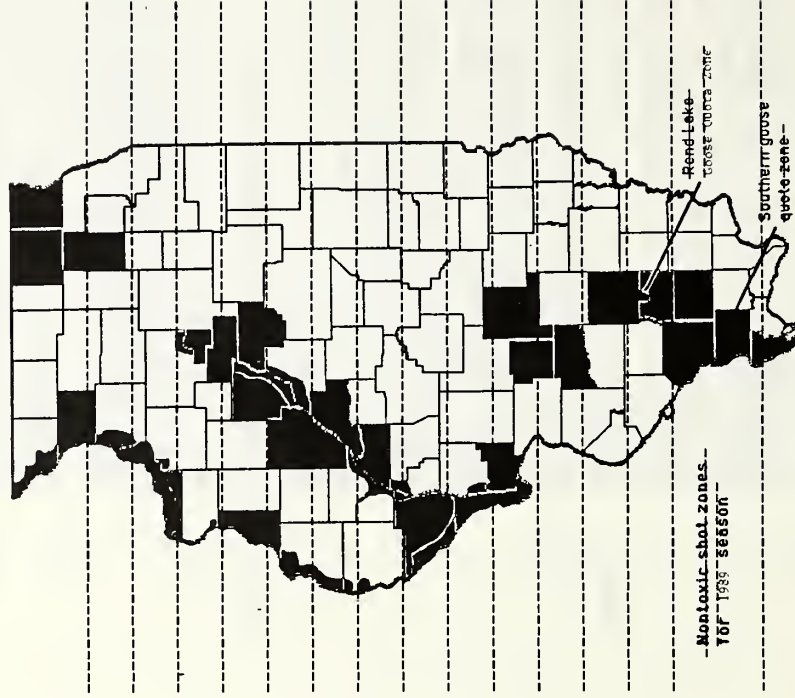 Rend Lake
Goose Quota Zone
Southern goose
quota zone
Nontoxic shot zones
for 1989 season